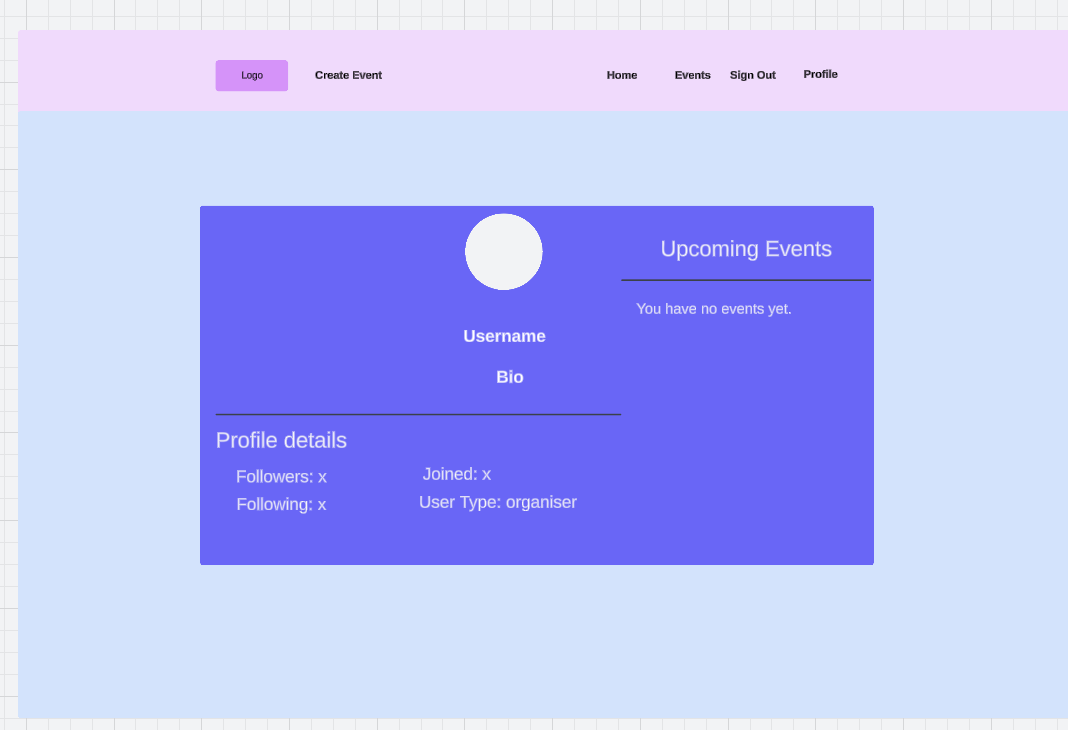 Logo
Create Event
Home
Events
Sign Out
Profile
Username
Bio
Profile details
Followers: x
Joined: x
Following: x
User Type: organiser
Upcoming Events
You have no events yet.